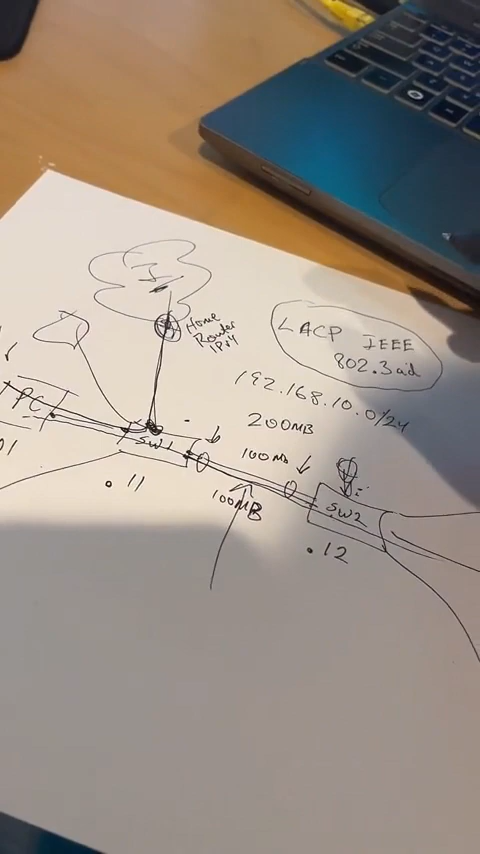 Home
Router
IPv4
LACP IEEE
802.3ad
192.168.10.0/24
200MB
100MB
PC
SW1
100MB
SW2
.11
.12